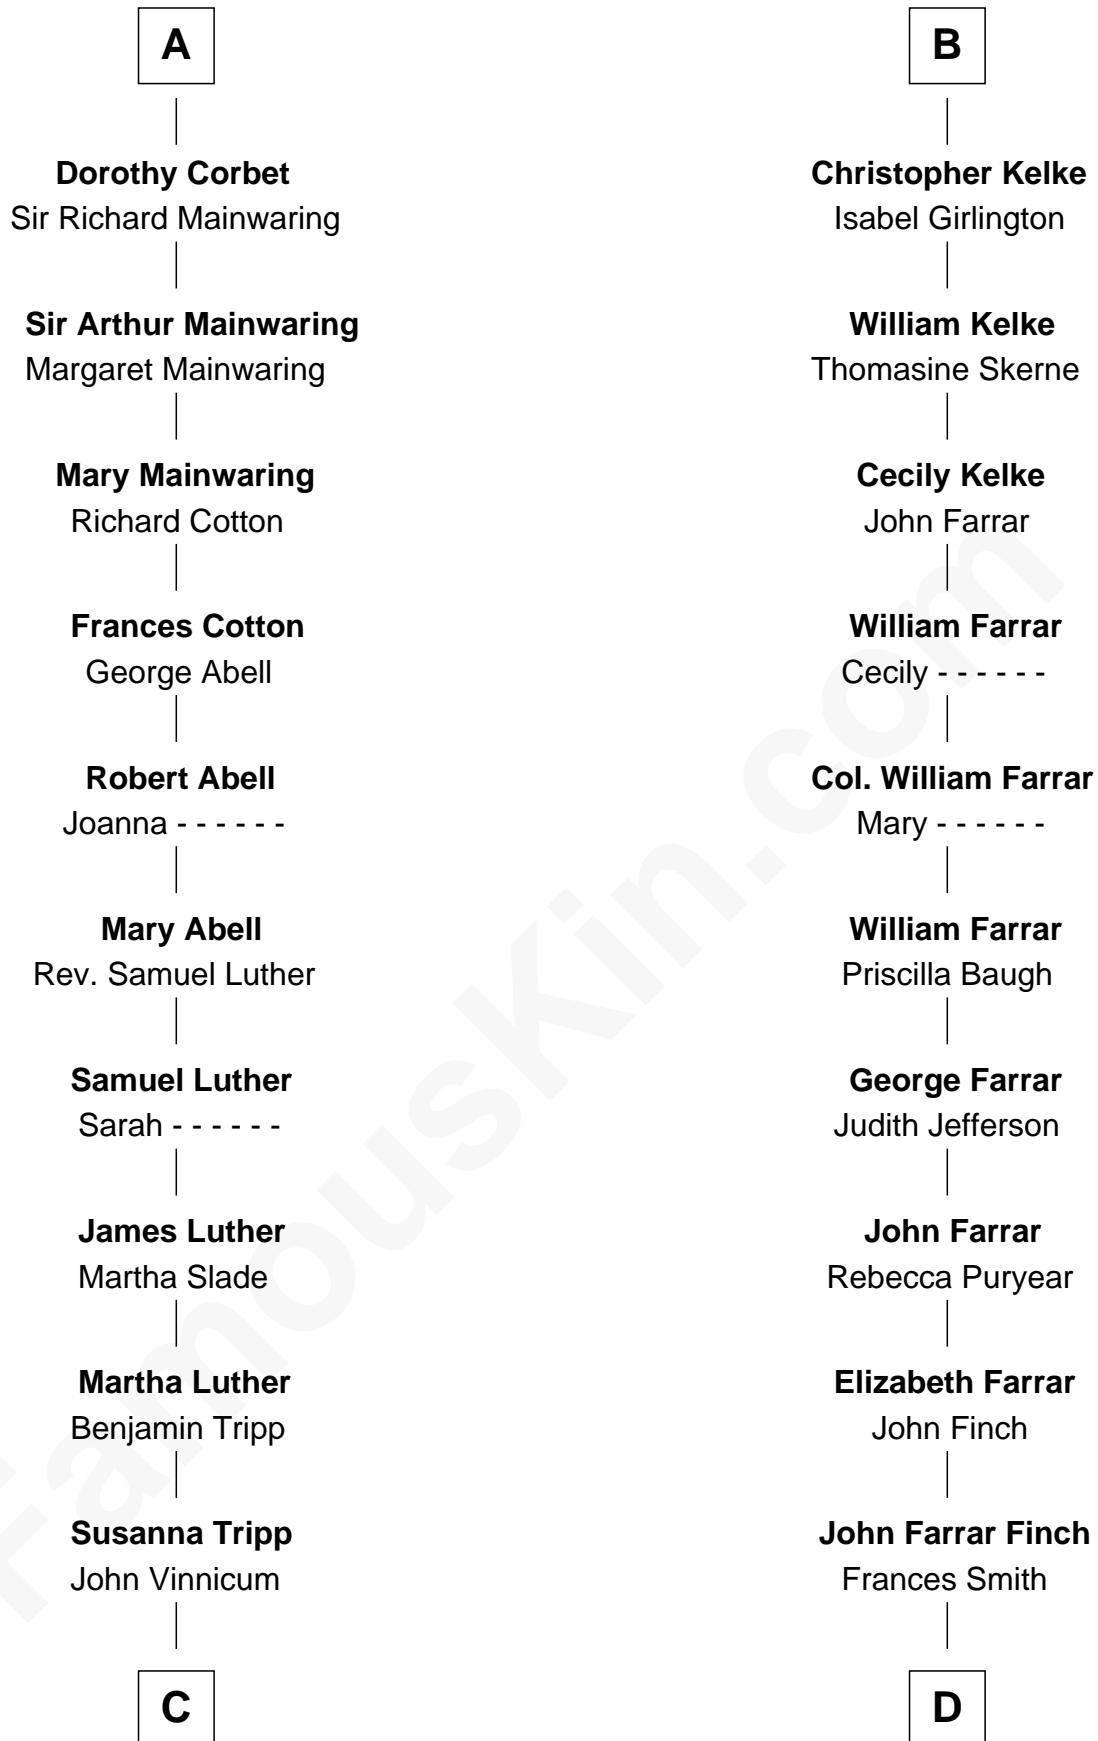 A
Dorothy Corbet
Sir Richard Mainwaring
Sir Arthur Mainwaring
Margaret Mainwaring
Mary Mainwaring
Richard Cotton
Frances Cotton
George Abell
Robert Abell
Joanna - - - - - -
Mary Abell
Rev. Samuel Luther
Samuel Luther
Sarah - - - - - -
James Luther
Martha Slade
Martha Luther
Benjamin Tripp
Susanna Tripp
John Vinnicum
C
B
Christopher Kelke
Isabel Girlington
William Kelke
Thomasine Skerne
Cecily Kelke
John Farrar
William Farrar
Cecily - - - - - -
Col. William Farrar
Mary - - - - - -
William Farrar
Priscilla Baugh
George Farrar
Judith Jefferson
John Farrar
Rebecca Puryear
Elizabeth Farrar
John Finch
John Farrar Finch
Frances Smith
D
FamousKin.com